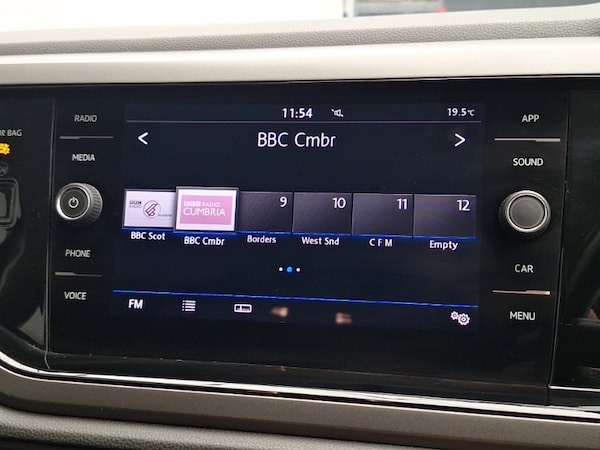 11:54
19.5°C
< BBC Cmbr >
BBC RADIO
CUMBRIA
9
10
11
12
BBC Scot
BBC Cmbr
Borders
West Snd
C F M
Empty
FM
R BAG
RADIO
MEDIA
PHONE
VOICE
APP
SOUND
CAR
MENU